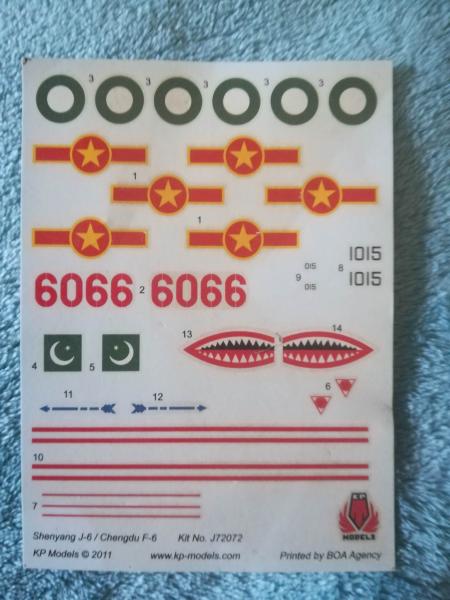 3 3 3 3
1
1
1015
015 8
9 1015
015
6066 2 6066
13 14
4 5
6
11 12
10
7
KP
MODELS
Shenyang J-6 / Chengdu F-6 Kit No. J72072
KP Models © 2011 www.kp-models.com Printed by BOA Agency